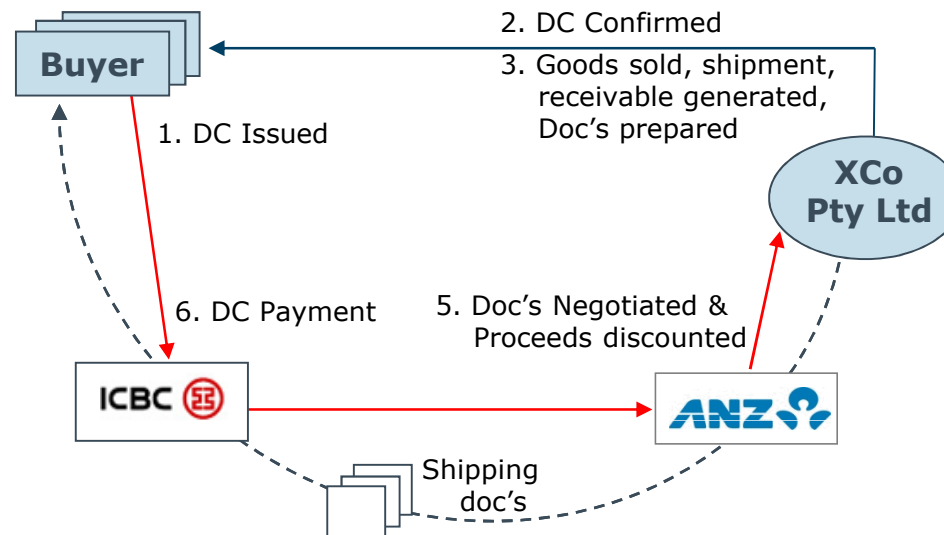 2. DC Confirmed
Buyer
3. Goods sold, shipment,
receivable generated,
Doc's prepared
1. DC Issued
XCo
Pty Ltd
6. DC Payment
5. Doc's Negotiated &
Proceeds discounted
ICBC
ANZ
Shipping
doc's